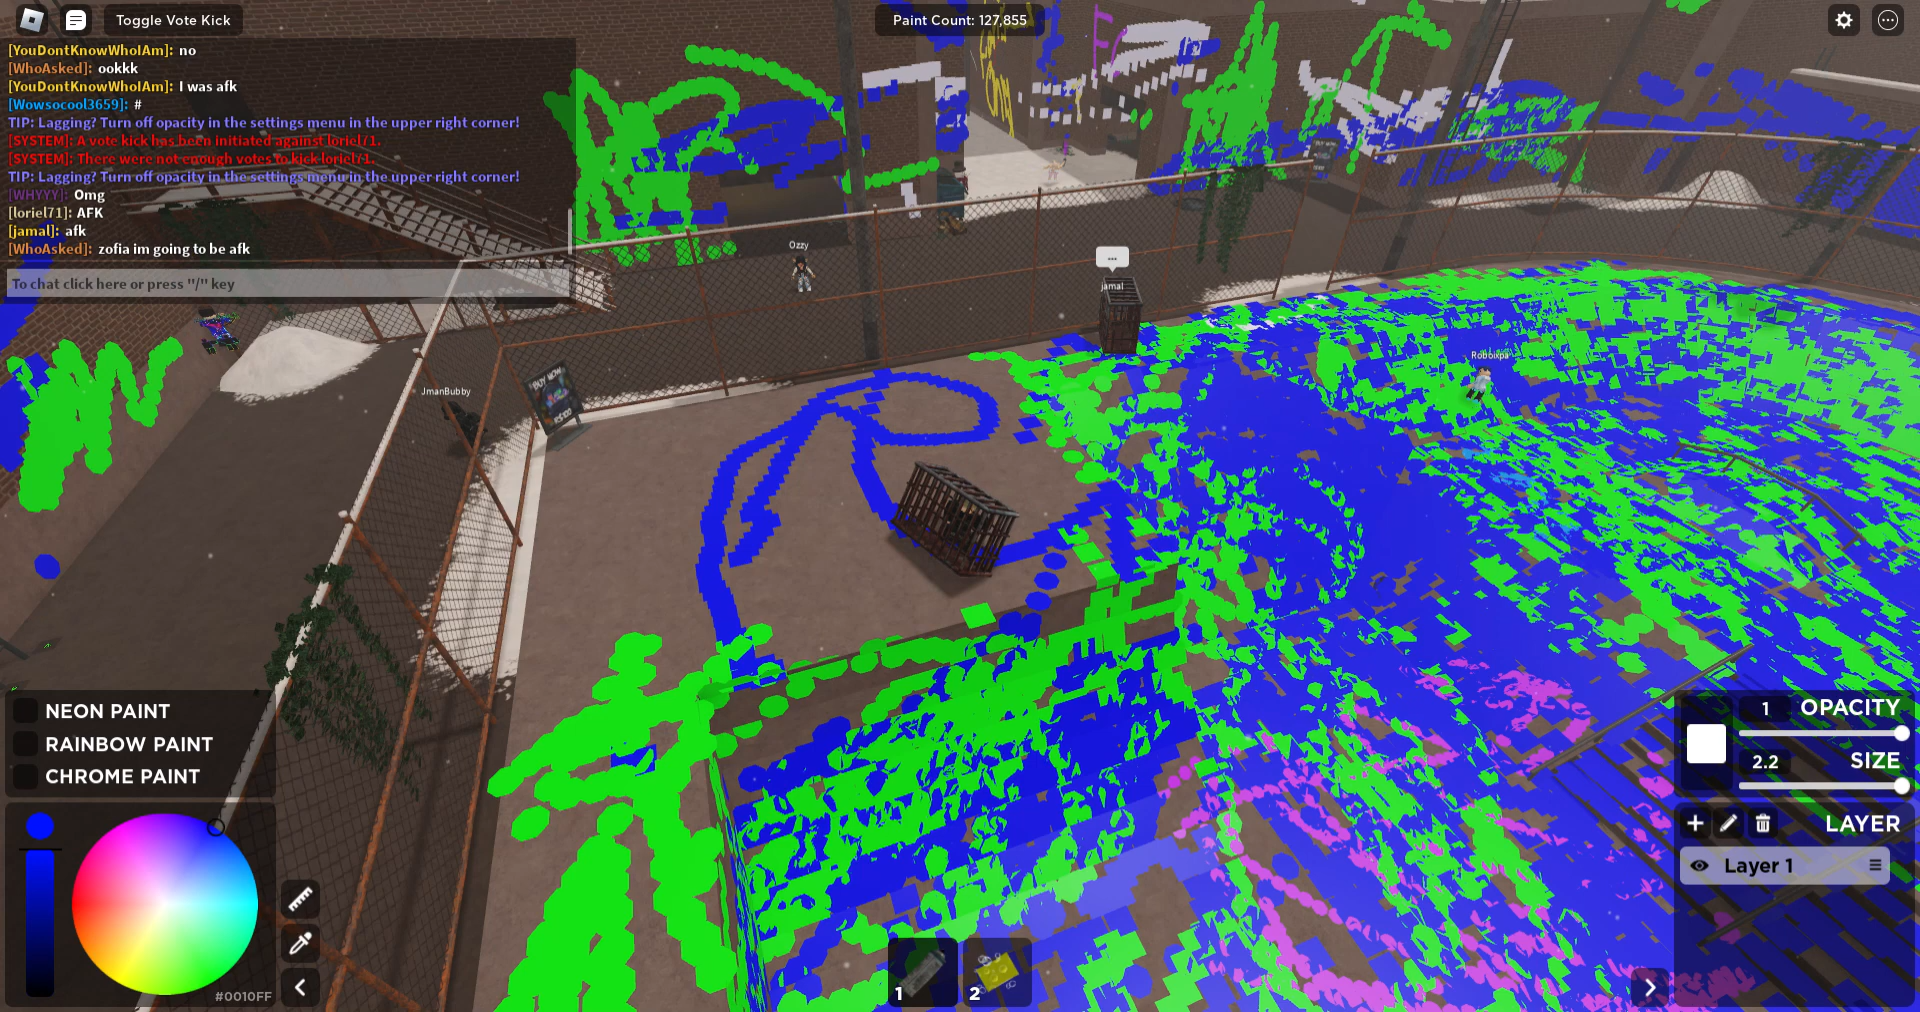 Toggle Vote Kick
Paint Count: 127,855
[YouDontKnowWhoIAm]: no
[WhoAsked]: ookkk
[YouDontKnowWhoIAm]: I was afk
[Wowsocool3659]: #
TIP: Lagging? Turn off opacity in the settings menu in the upper right corner!
[SYSTEM]: A vote kick has been initiated against loriel71.
[SYSTEM]: There were not enough votes to kick loriel71.
TIP: Lagging? Turn off opacity in the settings menu in the upper right corner!
[WHYYY]: Omg
[loriel71]: AFK
[jamal]: afk
[WhoAsked]: zofia im going to be afk
To chat click here or press "/" key
Ozzy
...
jamal
Roboixpa
JmanBubby
BUY NOW
NEON PAINT
RAINBOW PAINT
CHROME PAINT
#0010FF
1
2
1 OPACITY
2.2 SIZE
LAYER
Layer 1